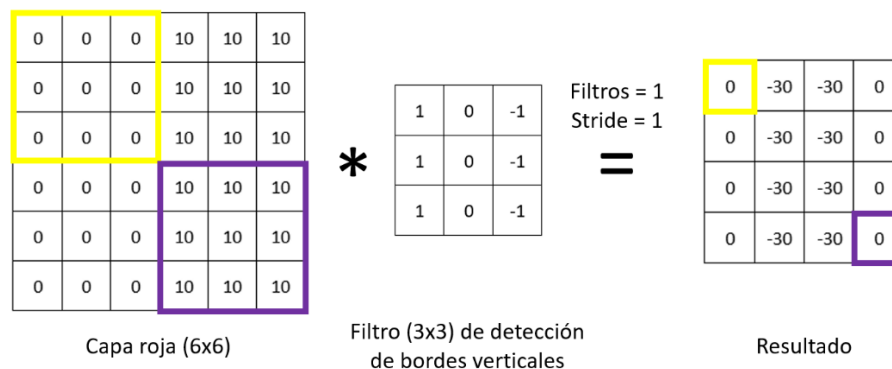 0 0 0 10 10 10
0 0 0 10 10 10
0 0 0 10 10 10
0 0 0 10 10 10
0 0 0 10 10 10
0 0 0 10 10 10
Capa roja (6x6)
*
1 0 -1
1 0 -1
1 0 -1
Filtro (3x3) de detección
de bordes verticales
Filtros = 1
Stride = 1
=
0 -30 -30 0
0 -30 -30 0
0 -30 -30 0
0 -30 -30 0
Resultado